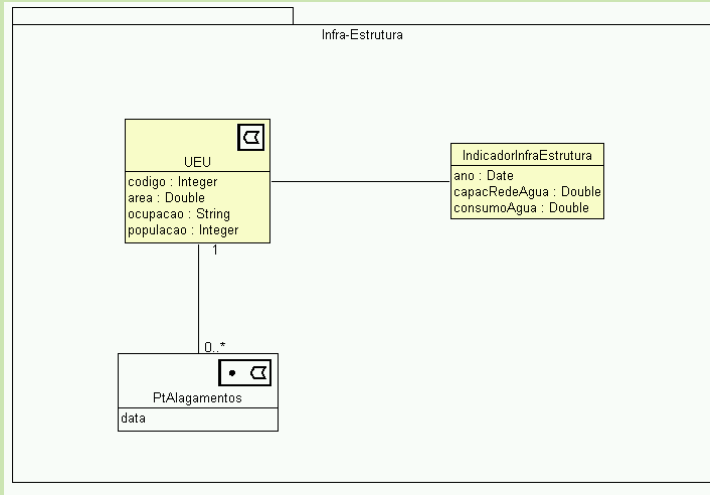 Infra-Estrutura
UEU
codigo : Integer
area : Double
ocupacao : String
populacao : Integer
IndicadorInfraEstrutura
ano : Date
capacRedeAgua : Double
consumoAgua : Double
1
0..*
PtAlagamentos
data